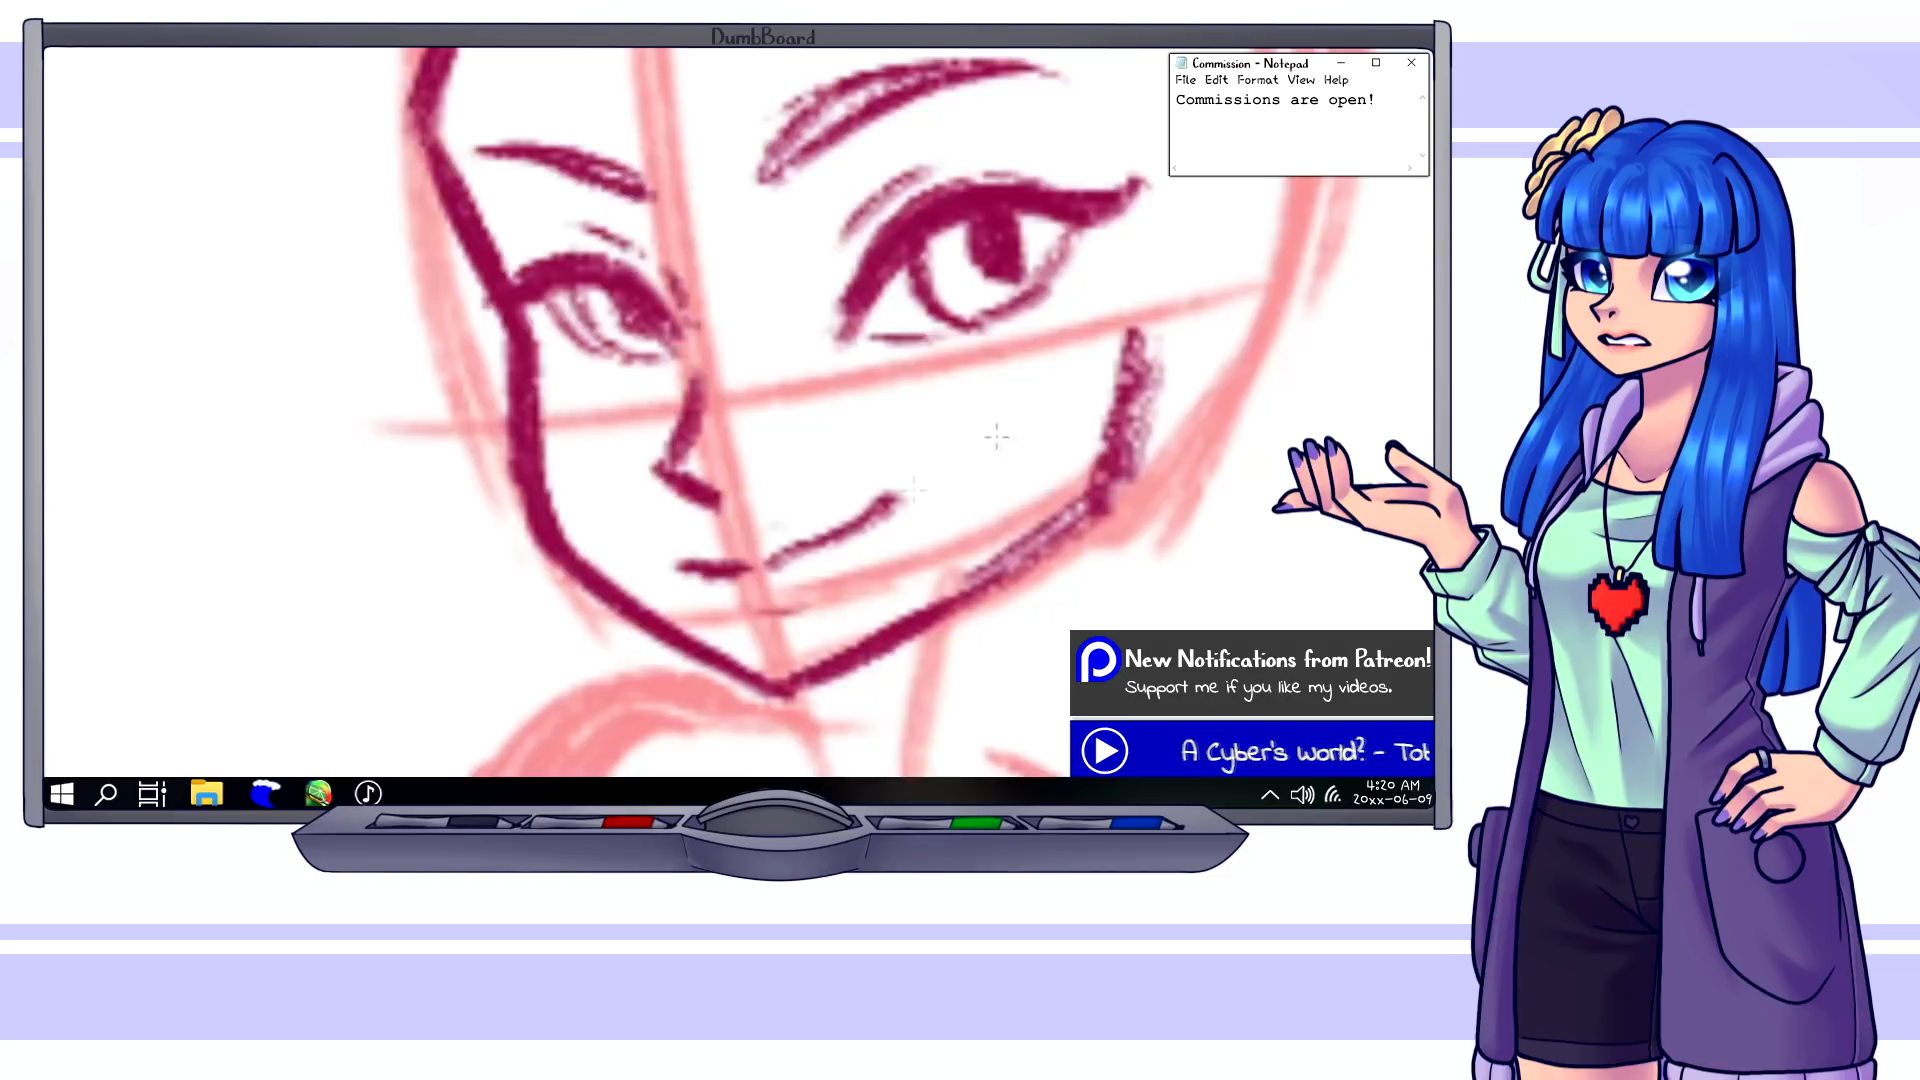 DumbBoard
Commission - Notepad
File Edit Format View Help
Commissions are open!
New Notifications from Patreon!
Support me if you like my videos.
A Cyber's World? - Tob
4:20 AM
20xx-06-09